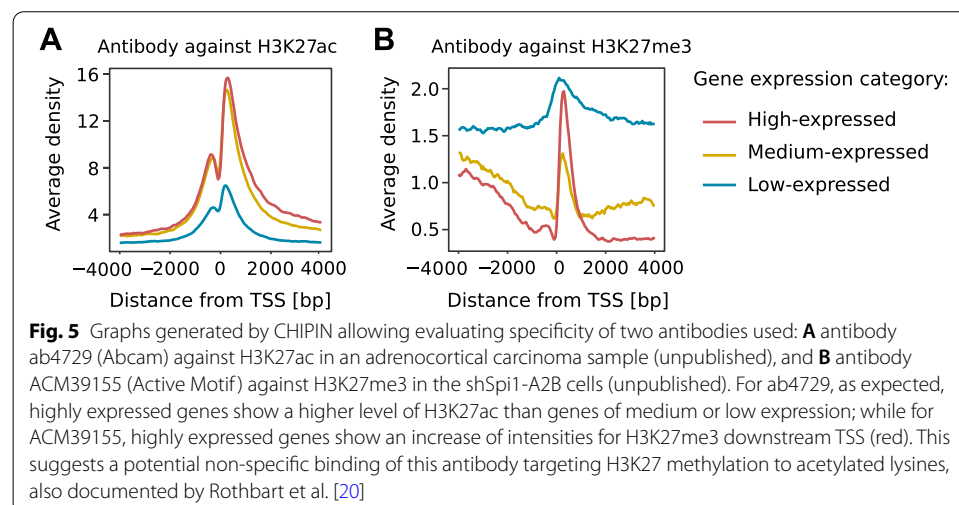 A
Antibody against H3K27ac
Average density
16
12
8
4
−4000 −2000 0 2000 4000
Distance from TSS [bp]
B
Antibody against H3K27me3
Average density
2.0
1.5
1.0
0.5
−4000 −2000 0 2000 4000
Distance from TSS [bp]
Gene expression category:
High-expressed
Medium-expressed
Low-expressed
Fig. 5 Graphs generated by CHIPIN allowing evaluating specificity of two antibodies used: A antibody
ab4729 (Abcam) against H3K27ac in an adrenocortical carcinoma sample (unpublished), and B antibody
ACM39155 (Active Motif) against H3K27me3 in the shSpi1-A2B cells (unpublished). For ab4729, as expected,
highly expressed genes show a higher level of H3K27ac than genes of medium or low expression; while for
ACM39155, highly expressed genes show an increase of intensities for H3K27me3 downstream TSS (red). This
suggests a potential non-specific binding of this antibody targeting H3K27 methylation to acetylated lysines,
also documented by Rothbart et al. [20]